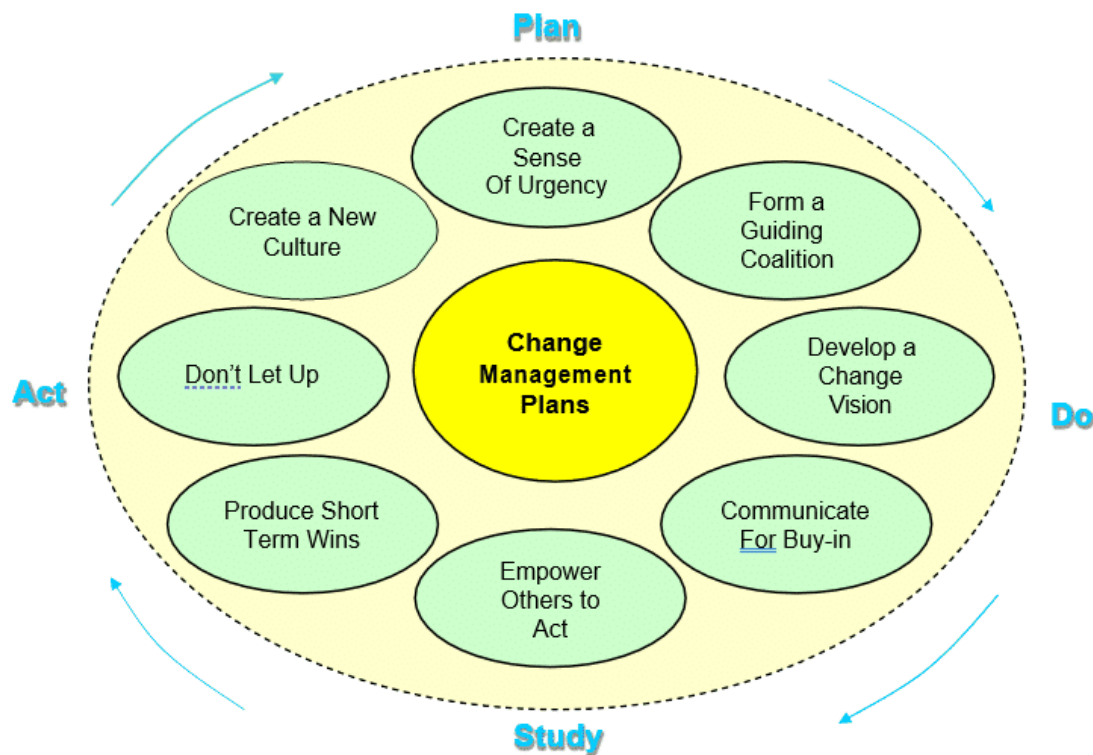 Plan
Create a
Sense
Of Urgency
Form a
Guiding
Coalition
Develop a
Change
Vision
Do
Communicate
For Buy-in
Empower
Others to
Act
Study
Produce Short
Term Wins
Act
Don't Let Up
Create a New
Culture
Change
Management
Plans